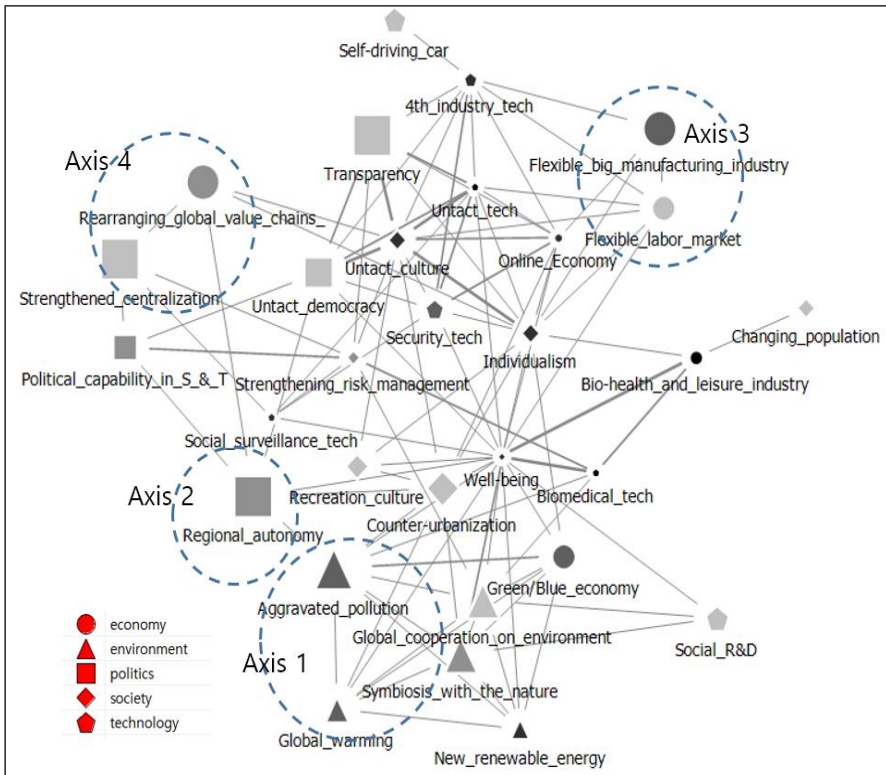 Self-driving_car
4th_industry_tech
Axis 3
Flexible_big_manufacturing_industry
Transparency
Axis 4
Untact_tech
Rearranging_global_value_chains_
Flexible_labor_market
Untact_culture
Online_Economy
Strengthened_centralization
Untact_democracy
Security_tech
Individualism
Changing_population
Political_capability_in_S_&_T
Strengthening_risk_management
Bio-health_and_leisure_industry
Social_surveillance_tech
Axis 2
Recreation_culture
Well-being
Biomedical_tech
Counter-urbanization
Regional_autonomy
Aggravated_pollution
Green/Blue_economy
Global_cooperation_on_environment
Social_R&D
Axis 1
Symbiosis_with_the_nature
Global_warming
New_renewable_energy
economy
environment
politics
society
technology